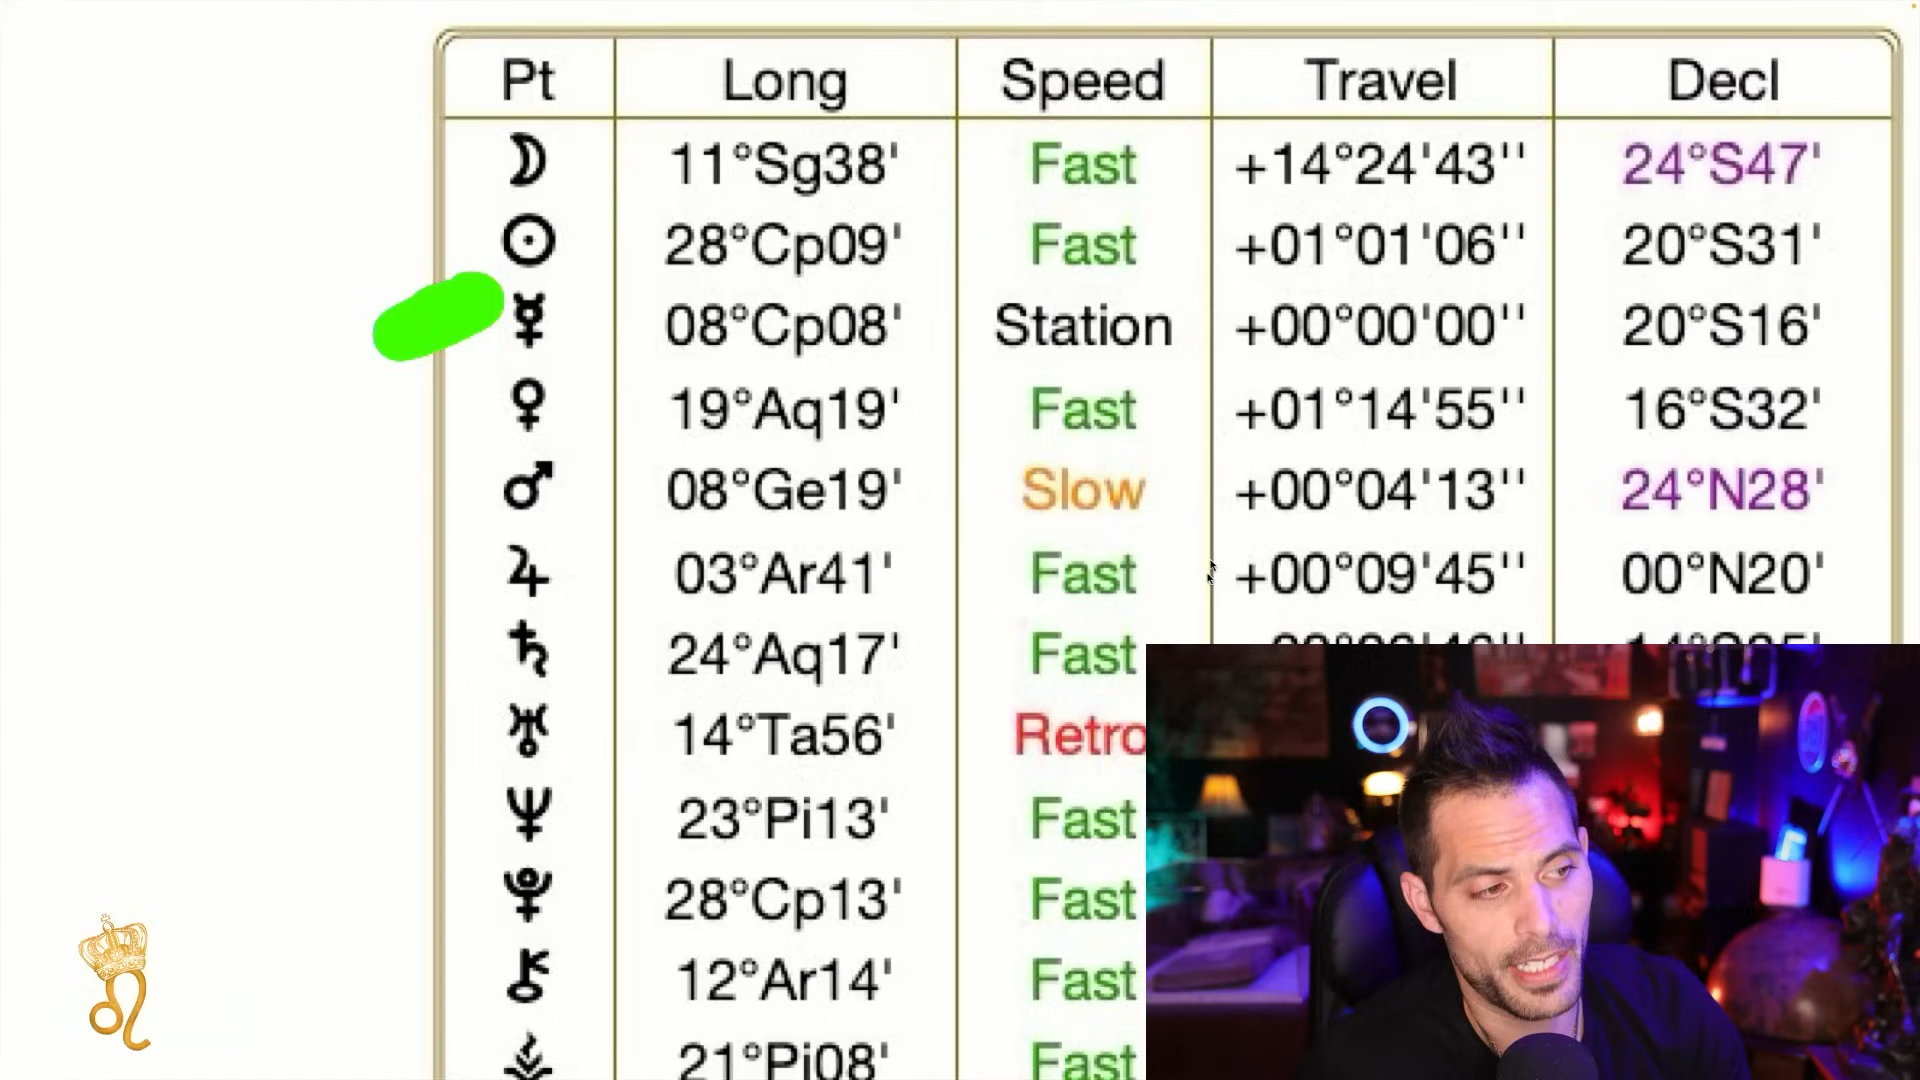 Pt Long Speed Travel Decl
☽ 11°Sg38' Fast +14°24'43'' 24°S47'
☉ 28°Cp09' Fast +01°01'06'' 20°S31'
☿ 08°Cp08' Station +00°00'00'' 20°S16'
♀ 19°Aq19' Fast +01°14'55'' 16°S32'
♂ 08°Ge19' Slow +00°04'13'' 24°N28'
♃ 03°Ar41' Fast +00°09'45'' 00°N20'
♄ 24°Aq17' Fast
♅ 14°Ta56' Retro
♆ 23°Pi13' Fast
28°Cp13' Fast
⚷ 12°Ar14' Fast
21°Pi08' Fast